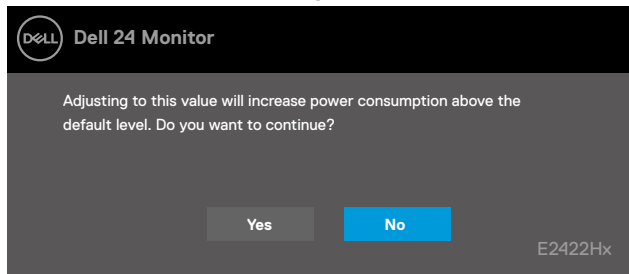 DELL Dell 24 Monitor
Adjusting to this value will increase power consumption above the
default level. Do you want to continue?
Yes No
E2422Hx